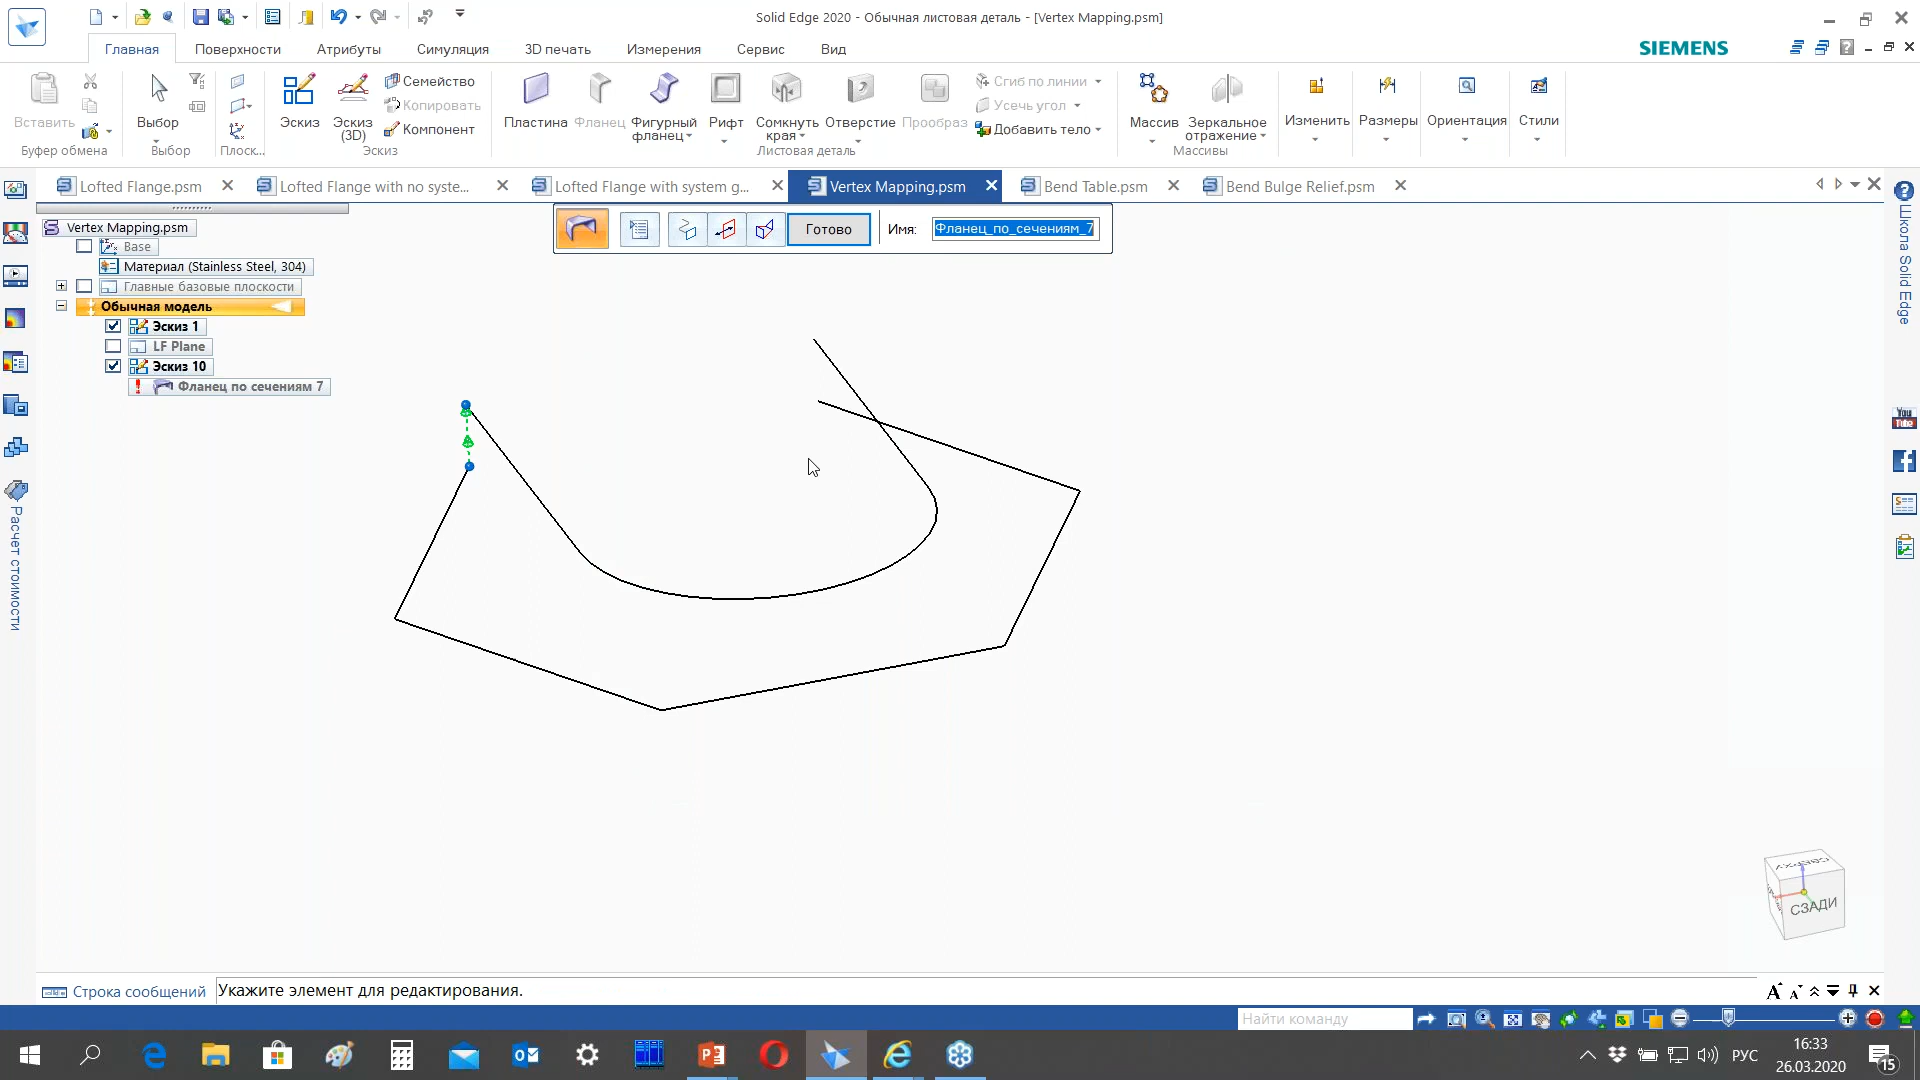 Solid Edge 2020 - Обычная листовая деталь - [Vertex Mapping.psm]
Главная Поверхности Атрибуты Симуляция 3D печать Измерения Сервис Вид SIEMENS
Вставить
Буфер обмена
Выбор
Выбор
Плоск...
Эскиз
Эскиз
(3D)
Семейство
Копировать
Компонент
Эскиз
Пластина
Фланец
Фигурный
фланец
Рифт
Сомкнуть
края
Отверстие
Прообраз
Сгиб по линии
Усечь угол
Добавить тело
Листовая деталь
Массив
Зеркальное
отражение
Массивы
Изменить
Размеры
Ориентация
Стили
Lofted Flange.psm Lofted Flange with no syste... Lofted Flange with system g... Vertex Mapping.psm Bend Table.psm Bend Bulge Relief.psm
Готово Имя: Фланец_по_сечениям_7
Vertex Mapping.psm
Base
Материал (Stainless Steel, 304)
Главные базовые плоскости
Обычная модель
Эскиз 1
LF Plane
Эскиз 10
Фланец по сечениям 7
Расчет стоимости
Школа Solid Edge
You
Tube
СВЕРХУ
СЗАДИ
Строка сообщений Укажите элемент для редактирования.
Найти команду
РУС
16:33
26.03.2020
15